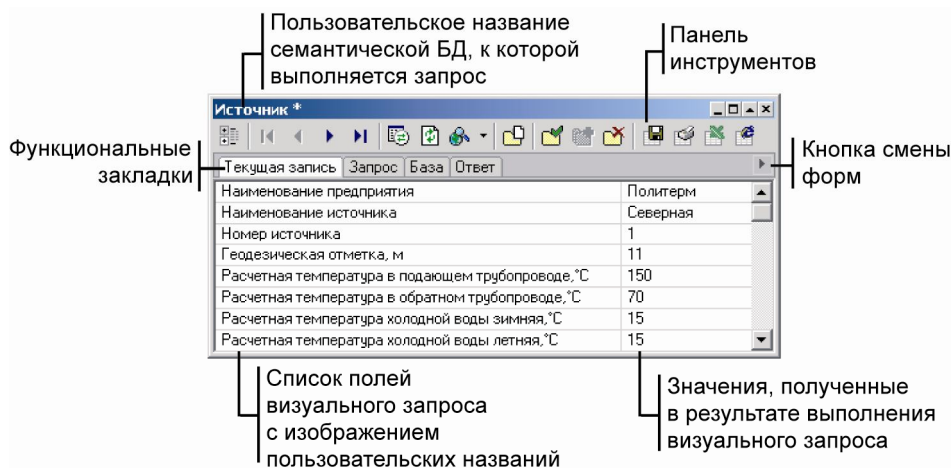 Пользовательское название
семантической БД, к которой
выполняется запрос
Панель
инструментов
Источник *
Функциональные
закладки
Кнопка смены
форм
Текущая запись Запрос База Ответ
Наименование предприятия Политерм
Наименование источника Северная
Номер источника 1
Геодезическая отметка, м 11
Расчетная температура в подающем трубопроводе,°С 150
Расчетная температура в обратном трубопроводе,°С 70
Расчетная температура холодной воды зимняя,°С 15
Расчетная температура холодной воды летняя,°С 15
Список полей
визуального запроса
с изображением
пользовательских названий
Значения, полученные
в результате выполнения
визуального запроса